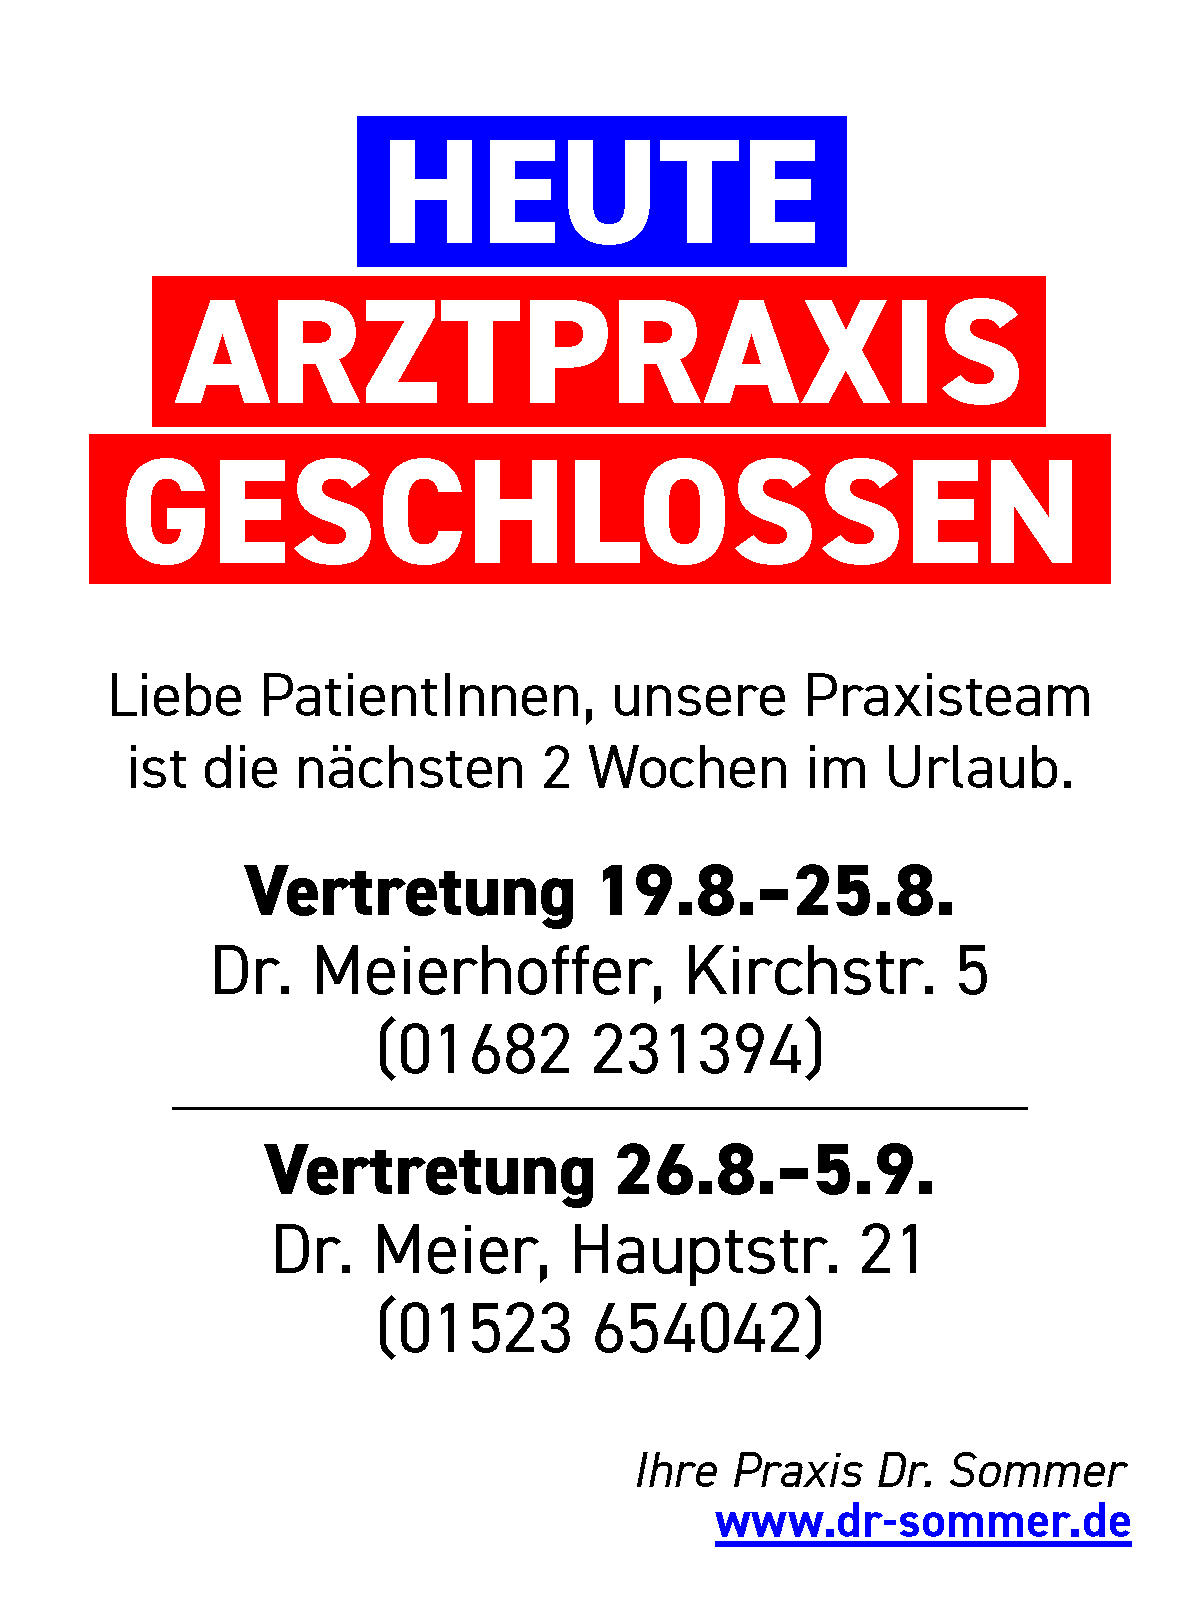 HEUTE
ARZTPRAXIS
GESCHLOSSEN
Liebe PatientInnen, unsere Praxisteam
ist die nächsten 2 Wochen im Urlaub.
Vertretung 19.8.–25.8.
Dr. Meierhoffer, Kirchstr. 5
(01682 231394)
Vertretung 26.8.–5.9.
Dr. Meier, Hauptstr. 21
(01523 654042)
Ihre Praxis Dr. Sommer
www.dr-sommer.de